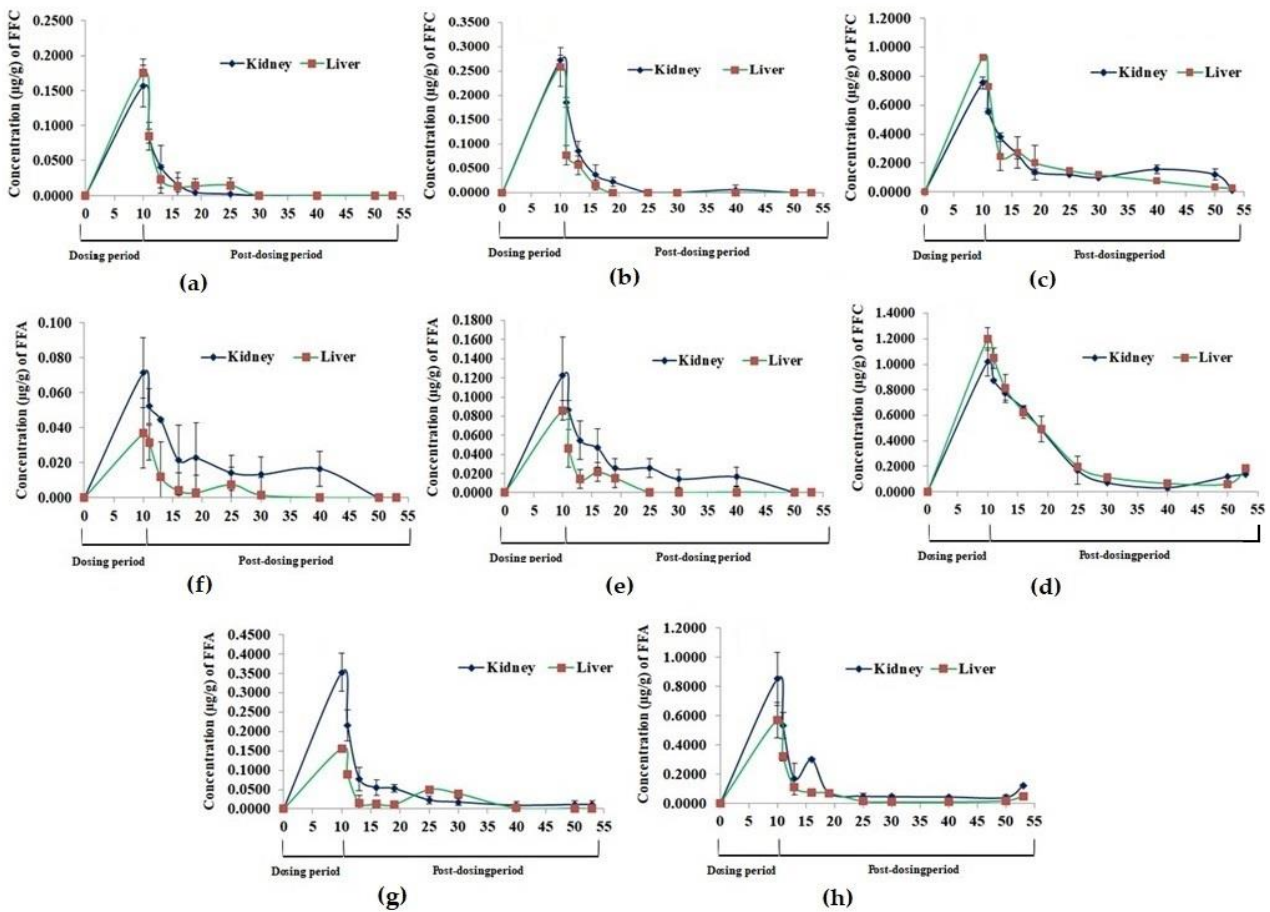 Concentration (µg/g) of FFC
0.2500
0.2000
0.1500
0.1000
0.0500
0.0000
Kidney Liver
0 5 10 15 20 25 30 35 40 45 50 55
Dosing period Post-dosing period
(a)
Concentration (µg/g) of FFC
0.3500
0.3000
0.2500
0.2000
0.1500
0.1000
0.0500
0.0000
Kidney Liver
0 5 10 15 20 25 30 35 40 45 50 55
Dosing period Post-dosing period
(b)
Concentration (µg/g) of FFC
1.2000
1.0000
0.8000
0.6000
0.4000
0.2000
0.0000
Kidney Liver
0 5 10 15 20 25 30 35 40 45 50 55
Dosing period Post-dosingperiod
(c)
Concentration (µg/g) of FFA
0.100
0.080
0.060
0.040
0.020
0.000
Kidney Liver
0 5 10 15 20 25 30 35 40 45 50 55
Dosing period Post-dosing period
(f)
Concentration (µg/g) of FFA
0.1800
0.1600
0.1400
0.1200
0.1000
0.0800
0.0600
0.0400
0.0200
0.0000
Kidney Liver
0 5 10 15 20 25 30 35 40 45 50 55
Dosing period Post-dosing period
(e)
Concentration (µg/g) of FFC
1.4000
1.2000
1.0000
0.8000
0.6000
0.4000
0.2000
0.0000
Kidney Liver
0 5 10 15 20 25 30 35 40 45 50 55
Dosing period Post-dosingperiod
(d)
Concentration (µg/g) of FFA
0.4500
0.4000
0.3500
0.3000
0.2500
0.2000
0.1500
0.1000
0.0500
0.0000
Kidney Liver
0 5 10 15 20 25 30 35 40 45 50 55
Dosing period Post-dosingperiod
(g)
Concentration (µg/g) of FFA
1.2000
1.0000
0.8000
0.6000
0.4000
0.2000
0.0000
Kidney Liver
0 5 10 15 20 25 30 35 40 45 50 55
Dosing period Post-dosingperiod
(h)